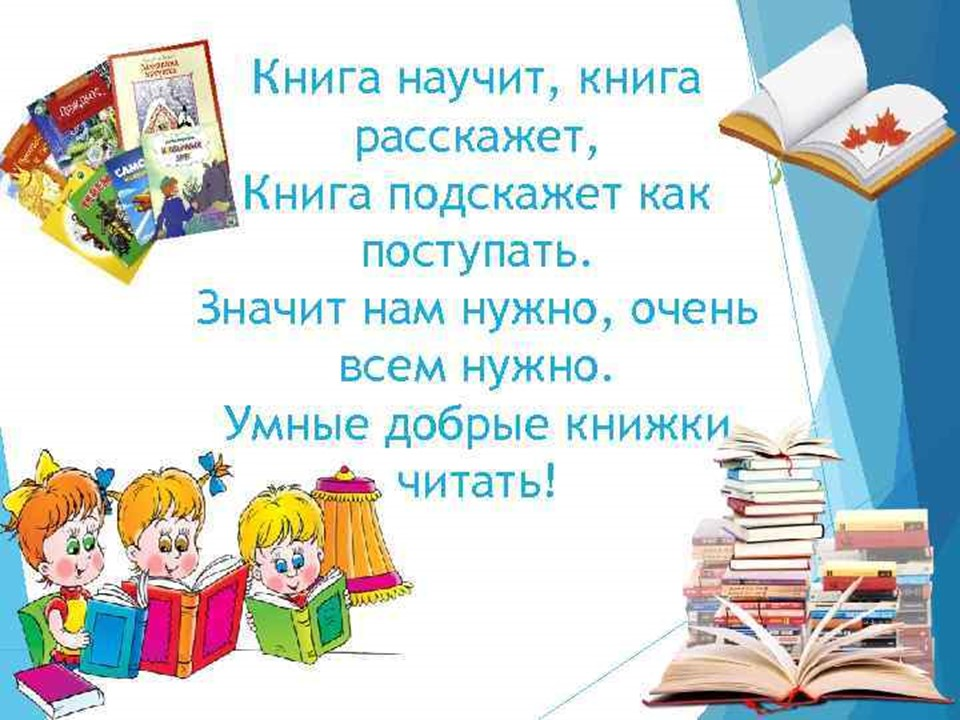 Книга научит, книга
расскажет,
Книга подскажет как
поступать.
Значит нам нужно, очень
всем нужно.
Умные добрые книжки
читать!